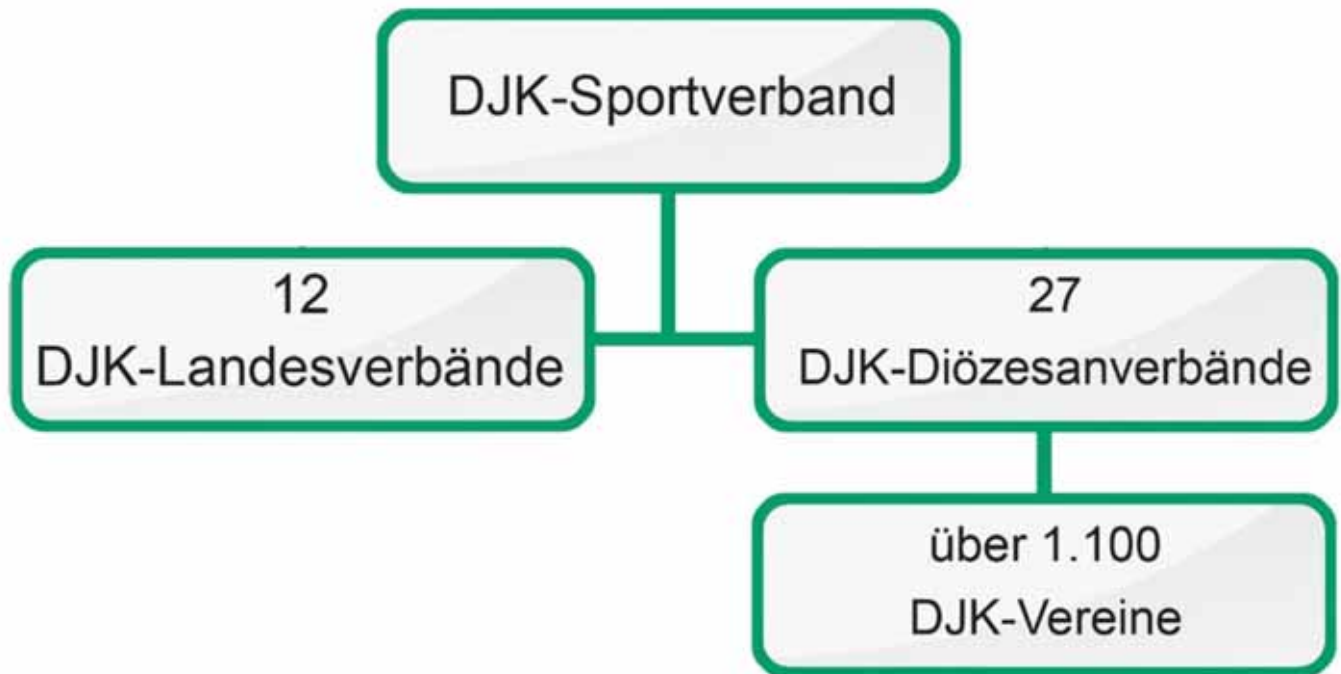 DJK-Sportverband
12
DJK-Landesverbände
27
DJK-Diözesanverbände
über 1.100
DJK-Vereine